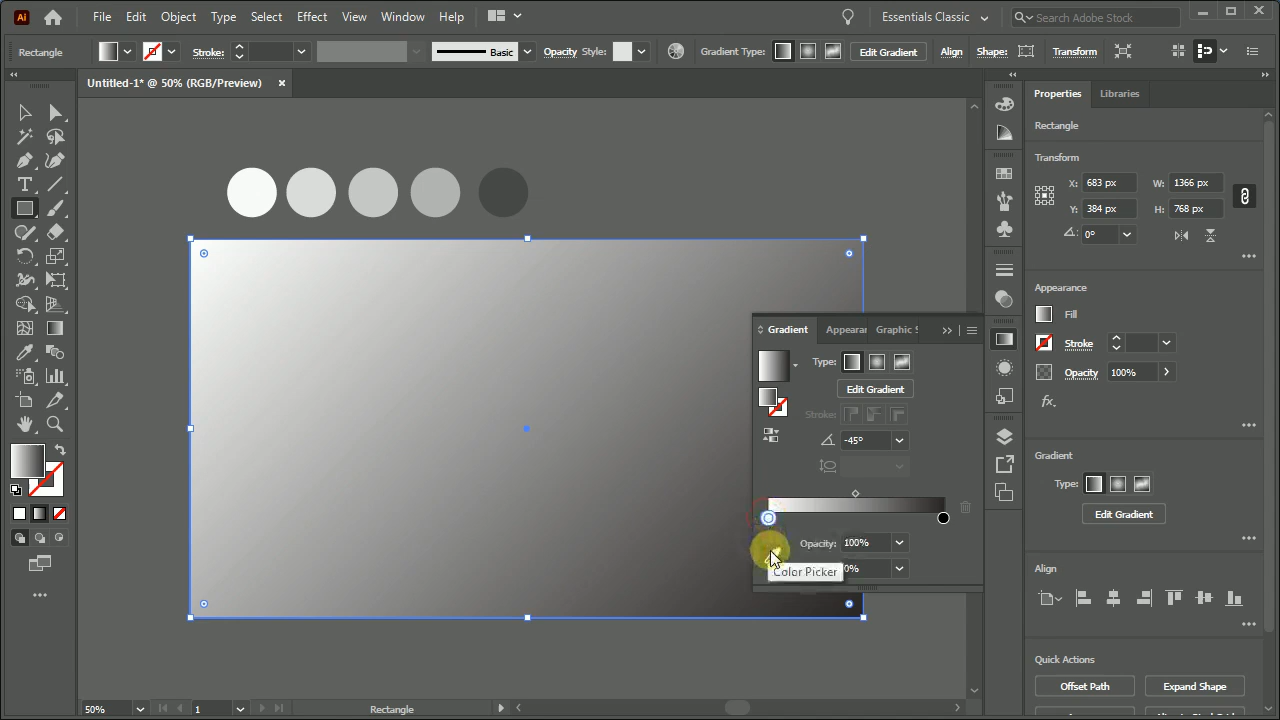 Ai File Edit Object Type Select Effect View Window Help Essentials Classic Search Adobe Stock
Rectangle Stroke: Basic Opacity Style: Gradient Type: Edit Gradient Align Shape: Transform
Untitled-1* @ 50% (RGB/Preview) ×
Properties Libraries
Rectangle
Transform
X: 683 px W: 1366 px
Y: 384 px H: 768 px
0°
Appearance
Fill
Stroke
Opacity 100%
fx.
Gradient
Type:
Edit Gradient
Align
Quick Actions
Offset Path Expand Shape
Gradient Appear Graphic S
Type:
Edit Gradient
Stroke:
-45°
Opacity: 100%
0%
Color Picker
50% 1 Rectangle